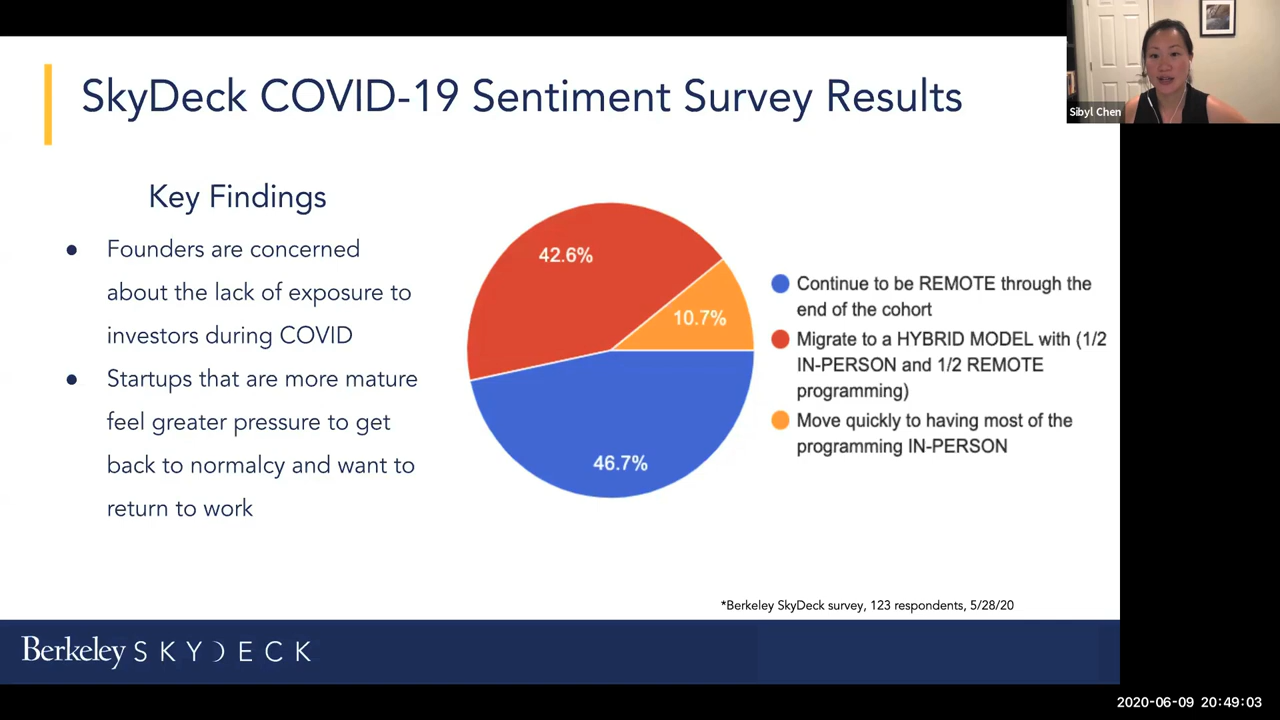 SkyDeck COVID-19 Sentiment Survey Results
Sibyl Chen
Key Findings
● Founders are concerned
about the lack of exposure to
investors during COVID
● Startups that are more mature
feel greater pressure to get
back to normalcy and want to
return to work
42.6%
10.7%
46.7%
Continue to be REMOTE through the
end of the cohort
Migrate to a HYBRID MODEL with (1/2
IN-PERSON and 1/2 REMOTE
programming)
Move quickly to having most of the
programming IN-PERSON
*Berkeley SkyDeck survey, 123 respondents, 5/28/20
Berkeley SKYDECK
2020-06-09 20:49:03